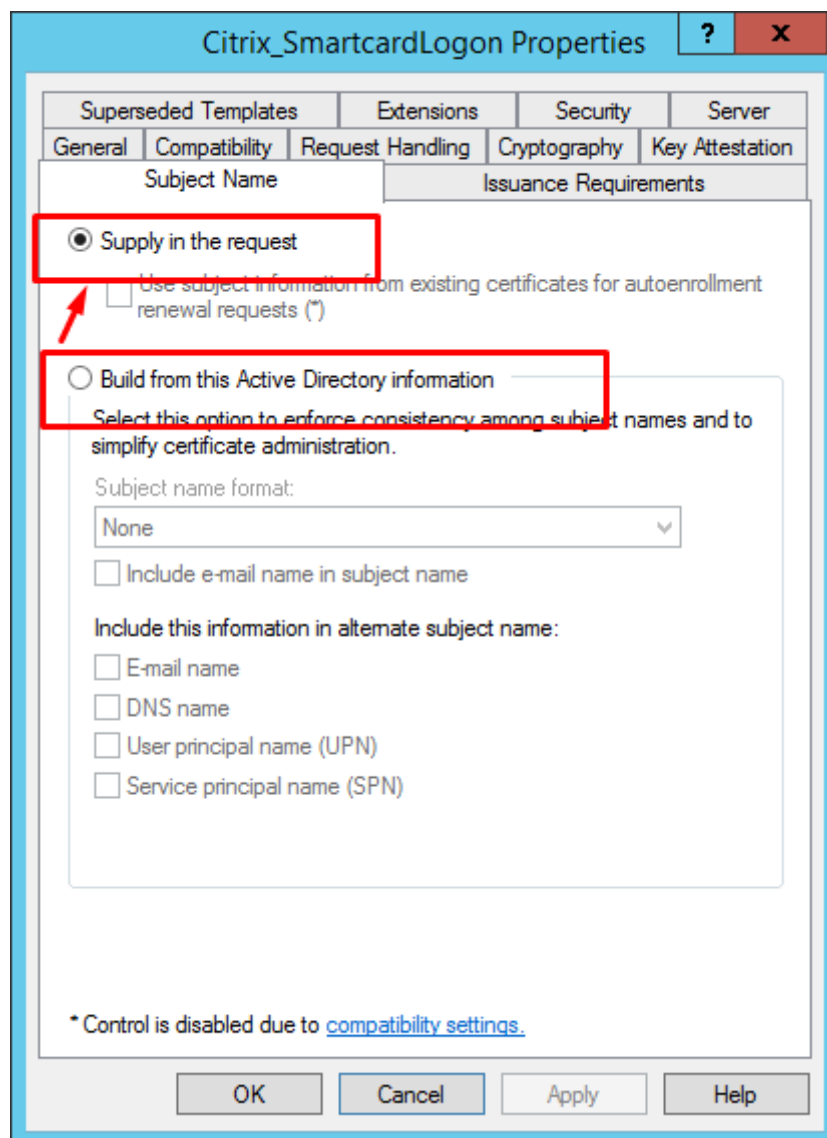 Citrix_SmartcardLogon Properties
?
x
Superseded Templates
Extensions
Security
Server
General
Compatibility
Request Handling
Cryptography
Key Attestation
Subject Name
Issuance Requirements
Supply in the request
Use subject information from existing certificates for autoenrollment
renewal requests (*)
Build from this Active Directory information
Select this option to enforce consistency among subject names and to
simplify certificate administration.
Subject name format:
None
Include e-mail name in subject name
Include this information in alternate subject name:
E-mail name
DNS name
User principal name (UPN)
Service principal name (SPN)
* Control is disabled due to compatibility settings.
OK
Cancel
Apply
Help